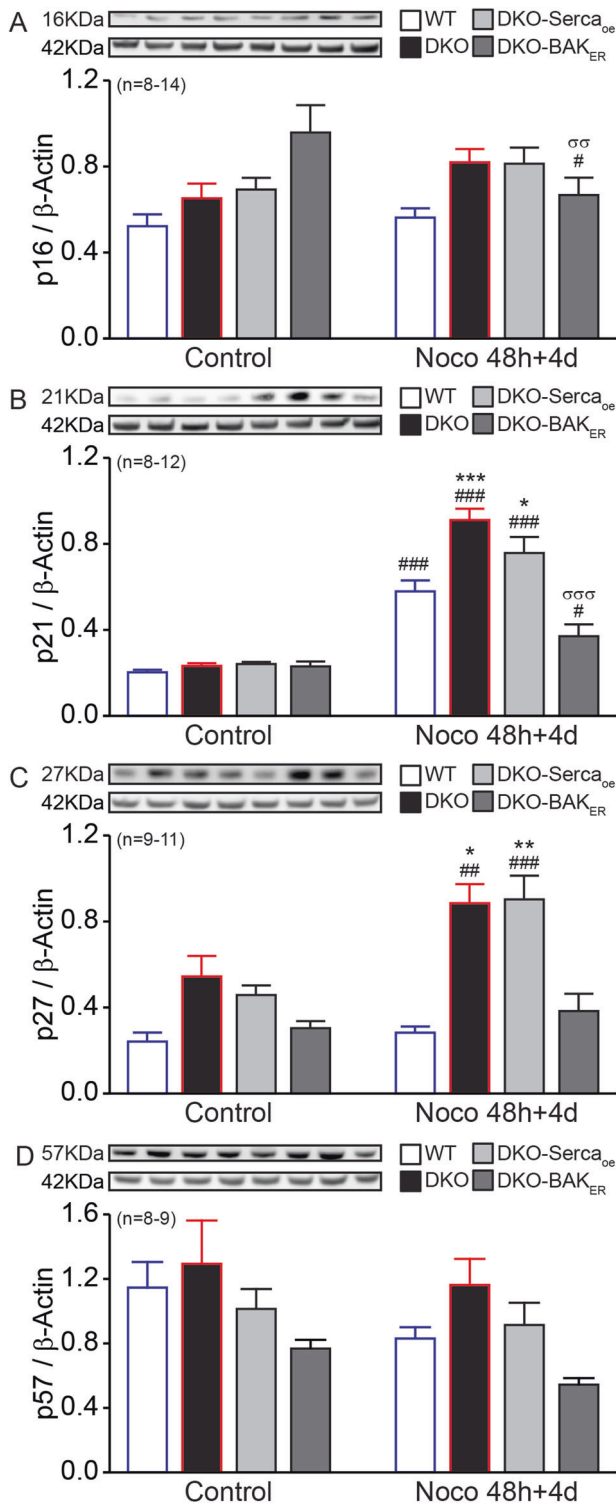 A
16KDa
42KDa
WT
DKO
DKO-Serca_oe
DKO-BAK_ER
(n=8-14)
p16 / β-Actin
1.2
0.8
0.4
0.0
σσ
#
Control
Noco 48h+4d
B
21KDa
42KDa
WT
DKO
DKO-Serca_oe
DKO-BAK_ER
(n=8-12)
p21 / β-Actin
1.2
0.8
0.4
0.0
###
***
###
*
###
σσσ
#
Control
Noco 48h+4d
C
27KDa
42KDa
WT
DKO
DKO-Serca_oe
DKO-BAK_ER
(n=9-11)
p27 / β-Actin
1.2
0.8
0.4
0.0
*
##
**
###
Control
Noco 48h+4d
D
57KDa
42KDa
WT
DKO
DKO-Serca_oe
DKO-BAK_ER
(n=8-9)
p57 / β-Actin
1.6
1.2
0.8
0.4
0.0
Control
Noco 48h+4d